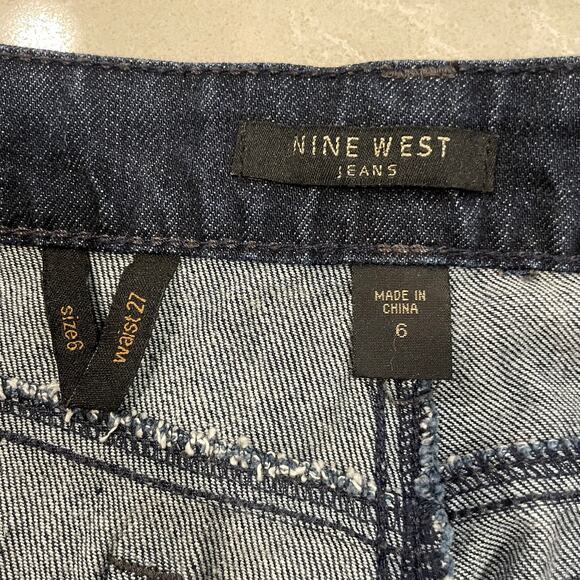 NINE WEST
JEANS
size6
waist 27
MADE IN
CHINA
6